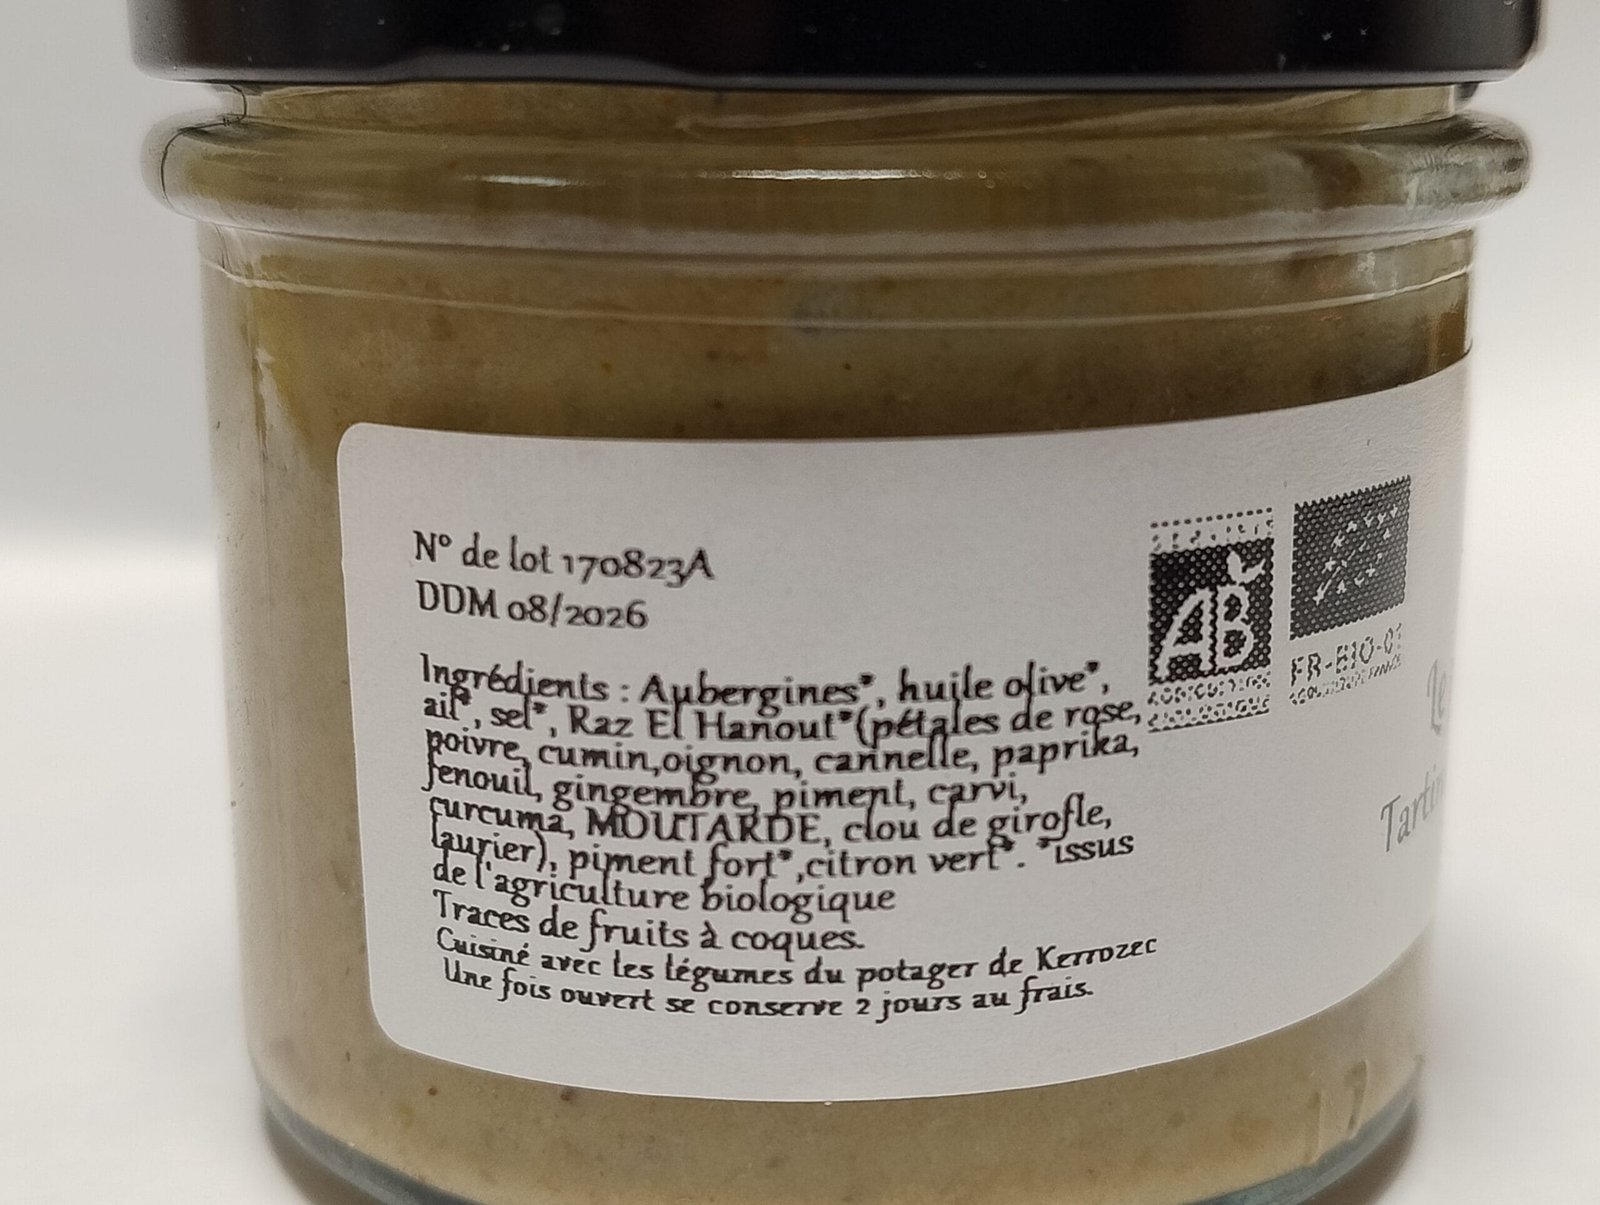 N° de lot 170823A
DDM 08/2026
Ingrédients : Aubergines*, huile olive*,
ail*, sel*, Raz El Hanout*(pétales de rose,
poivre, cumin,oignon, cannelle, paprika,
fenouil, gingembre, piment, carvi,
curcuma, MOUTARDE, clou de girofle,
laurier), piment fort*,citron vert*. *issus
de l'agriculture biologique
Traces de fruits à coques.
Cuisiné avec les légumes du potager de Kerrozec
Une fois ouvert se conserve 2 jours au frais.
AB
FR-BIO-01
Le
Tartin